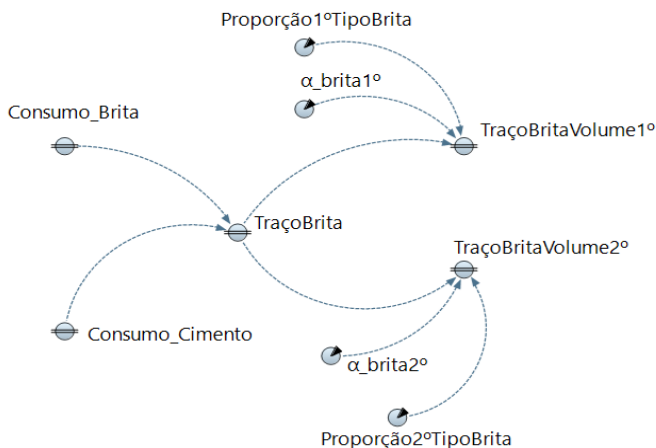 Proporção1ºTipoBrita
α_brita1º
Consumo_Brita
TraçoBritaVolume1º
TraçoBrita
TraçoBritaVolume2º
Consumo_Cimento
α_brita2º
Proporção2ºTipoBrita